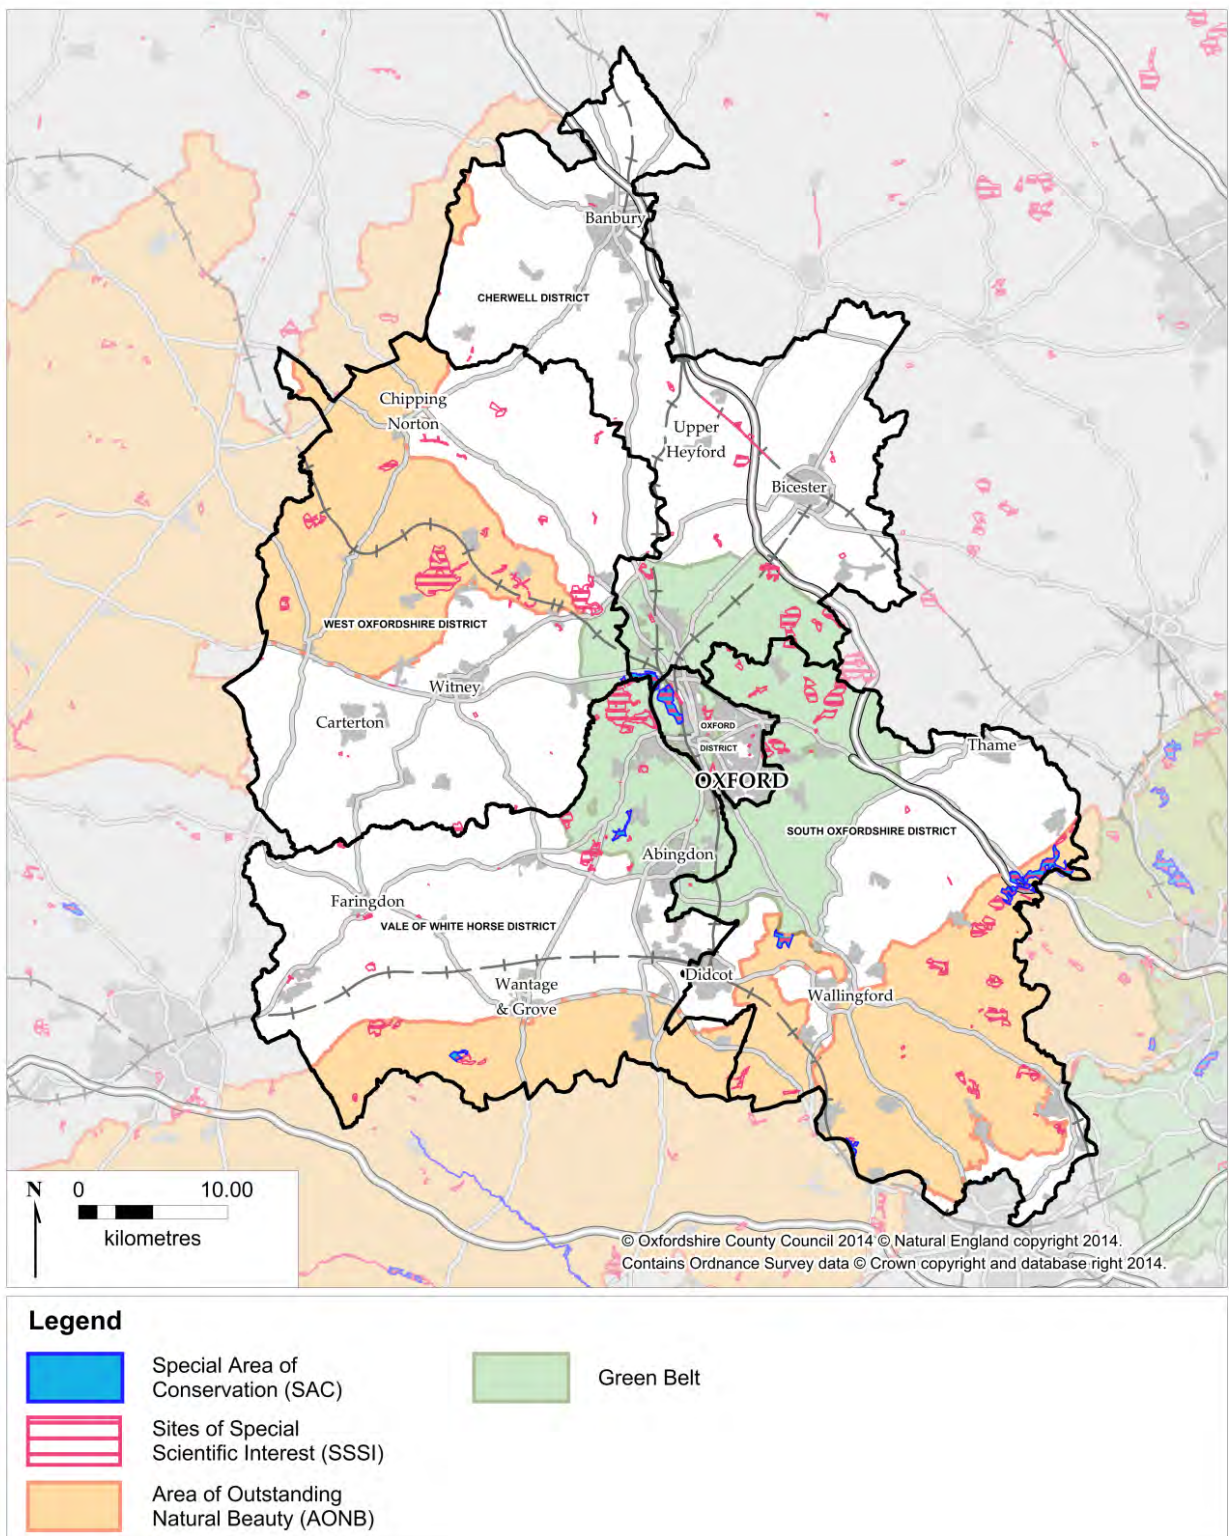 Banbury
CHERWELL DISTRICT
Chipping
Norton
Upper
Heyford
Bicester
WEST OXFORDSHIRE DISTRICT
Witney
Carterton
OXFORD
DISTRICT
OXFORD
Thame
SOUTH OXFORDSHIRE DISTRICT
Abingdon
Faringdon
VALE OF WHITE HORSE DISTRICT
Didcot
Wantage
& Grove
Wallingford
N
0 10.00
kilometres
© Oxfordshire County Council 2014 © Natural England copyright 2014.
Contains Ordnance Survey data © Crown copyright and database right 2014.
Legend
Special Area of
Conservation (SAC)
Green Belt
Sites of Special
Scientific Interest (SSSI)
Area of Outstanding
Natural Beauty (AONB)